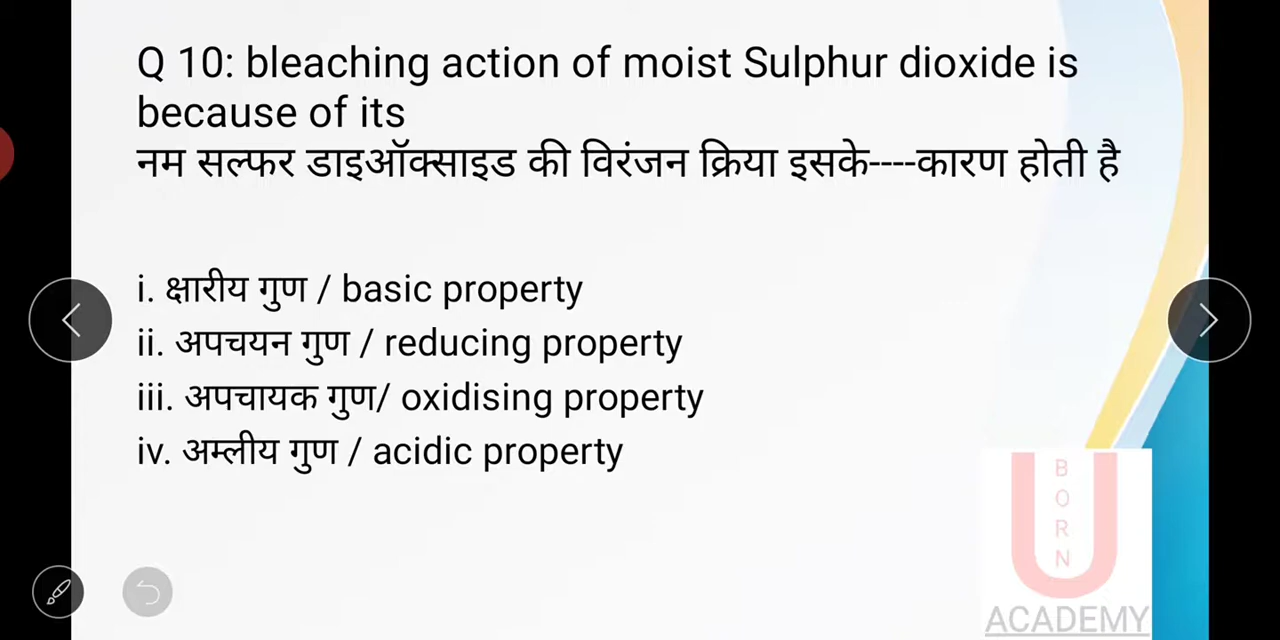 Q 10: bleaching action of moist Sulphur dioxide is
because of its
नम सल्फर डाइऑक्साइड की विरंजन क्रिया इसके----कारण होती है
i. क्षारीय गुण / basic property
ii. अपचयन गुण / reducing property
iii. अपचायक गुण/ oxidising property
iv. अम्लीय गुण / acidic property
U
B
O
R
N
ACADEMY